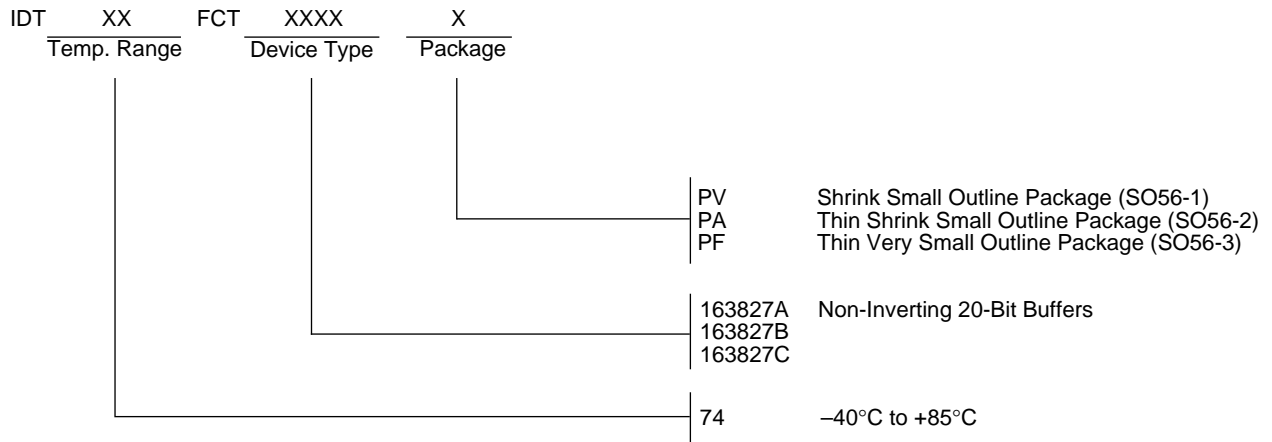 IDT XX FCT XXXX X
Temp. Range Device Type Package
PV Shrink Small Outline Package (SO56-1)
PA Thin Shrink Small Outline Package (SO56-2)
PF Thin Very Small Outline Package (SO56-3)
163827A Non-Inverting 20-Bit Buffers
163827B
163827C
74 –40°C to +85°C